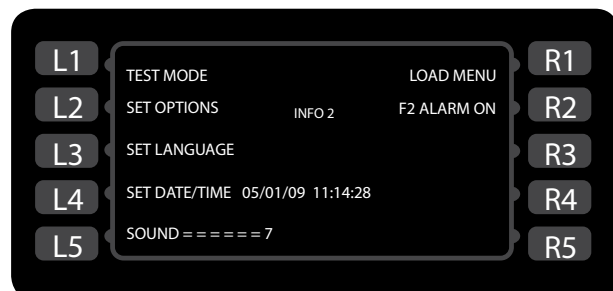 L1 TEST MODE LOAD MENU R1
L2 SET OPTIONS INFO 2 F2 ALARM ON R2
L3 SET LANGUAGE R3
L4 SET DATE/TIME 05/01/09 11:14:28 R4
L5 SOUND = = = = = = 7 R5